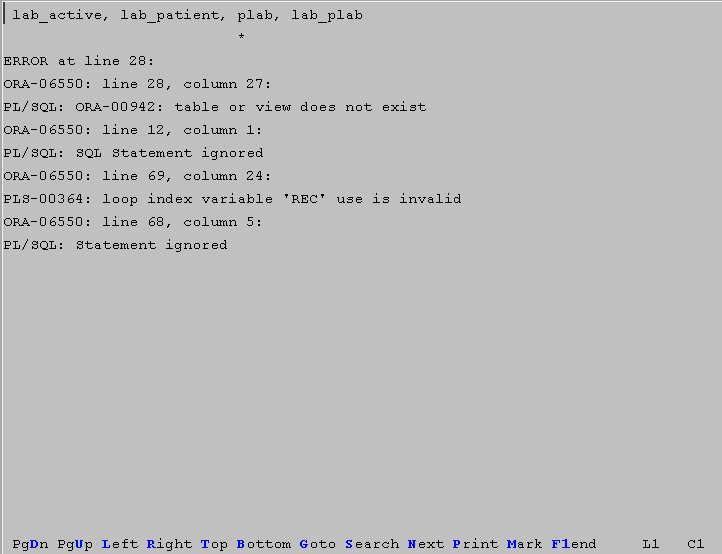 lab_active, lab_patient, plab, lab_plab
*
ERROR at line 28:
ORA-06550: line 28, column 27:
PL/SQL: ORA-00942: table or view does not exist
ORA-06550: line 12, column 1:
PL/SQL: SQL Statement ignored
ORA-06550: line 69, column 24:
PLS-00364: loop index variable 'REC' use is invalid
ORA-06550: line 68, column 5:
PL/SQL: Statement ignored
PgDn PgUp Left Right Top Bottom Goto Search Next Print Mark F1end L1 C1